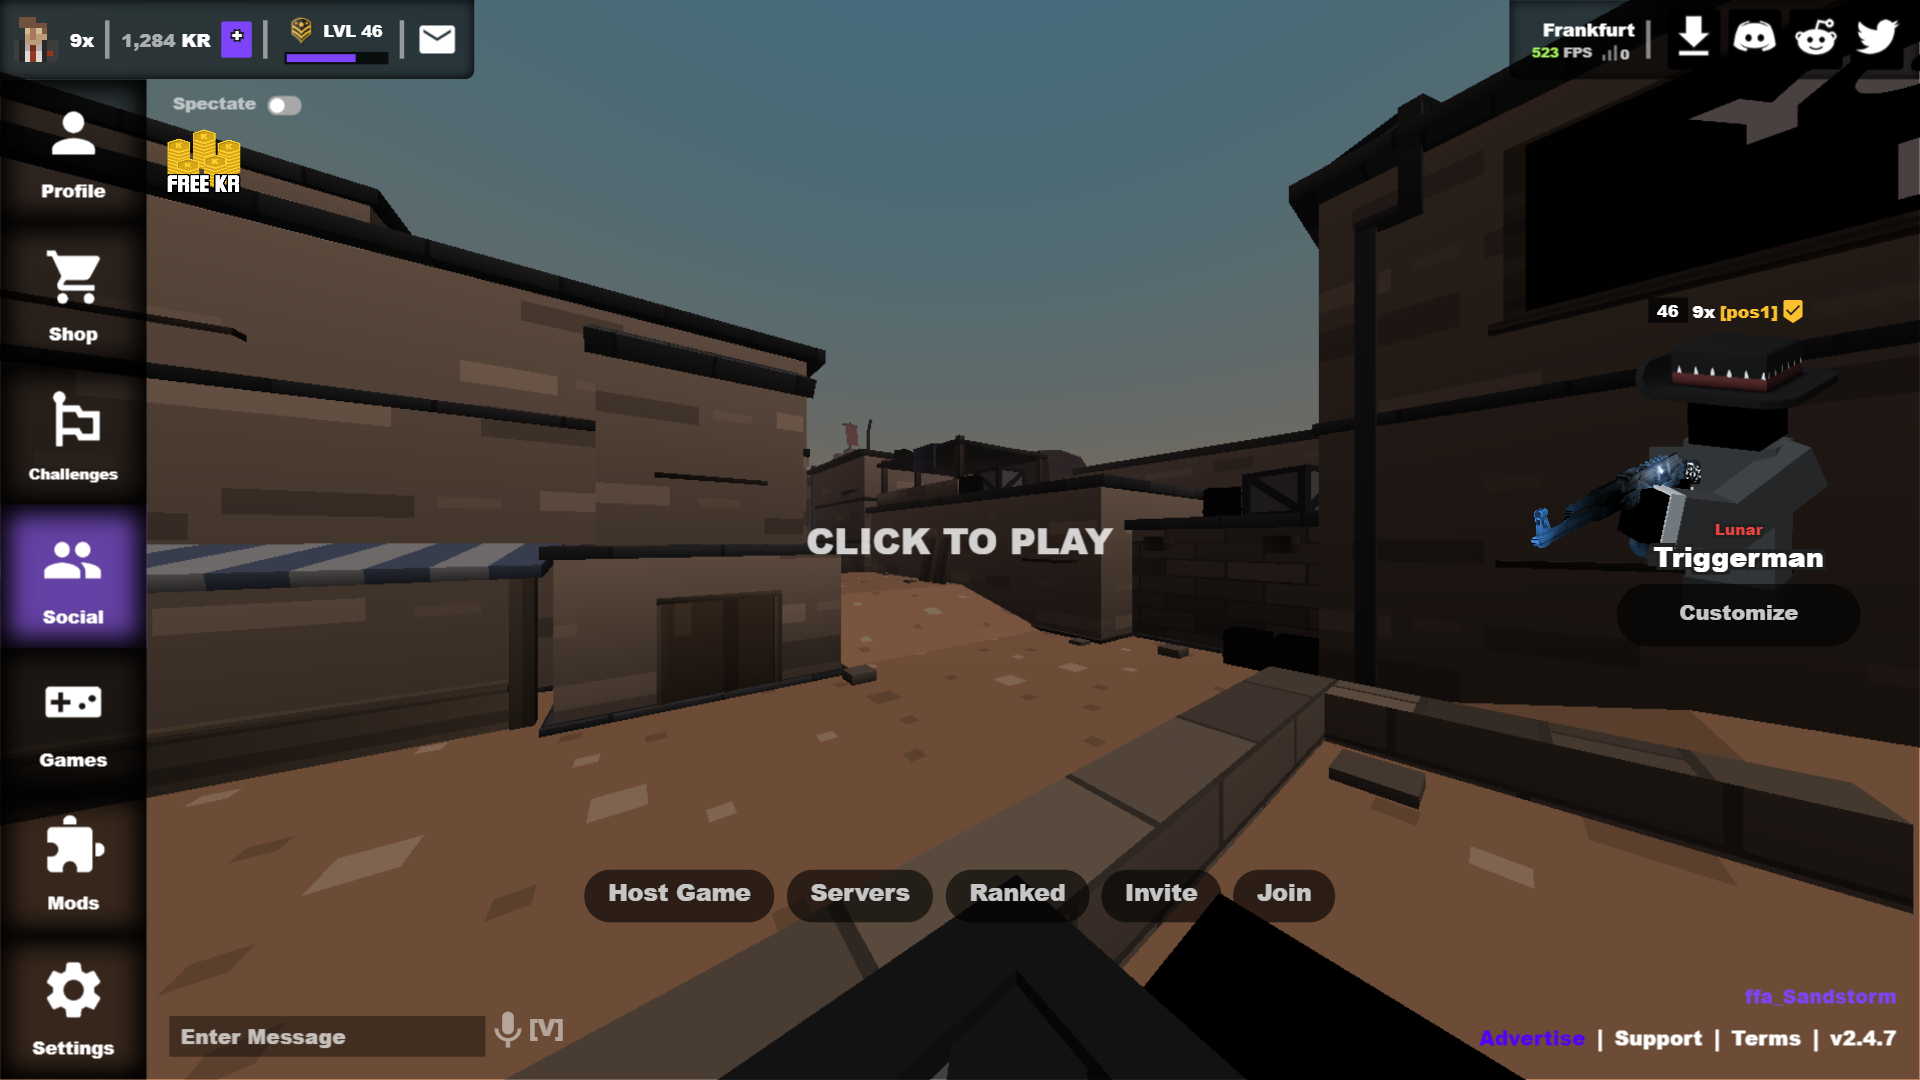 9x
1,284 KR
LVL 46
Frankfurt
523 FPS
0
Spectate
FREE KR
Profile
Shop
Challenges
Social
Games
Mods
Settings
46 9x [pos1]
Lunar
Triggerman
Customize
CLICK TO PLAY
Host Game
Servers
Ranked
Invite
Join
Enter Message
[V]
ffa_Sandstorm
Advertise | Support | Terms | v2.4.7